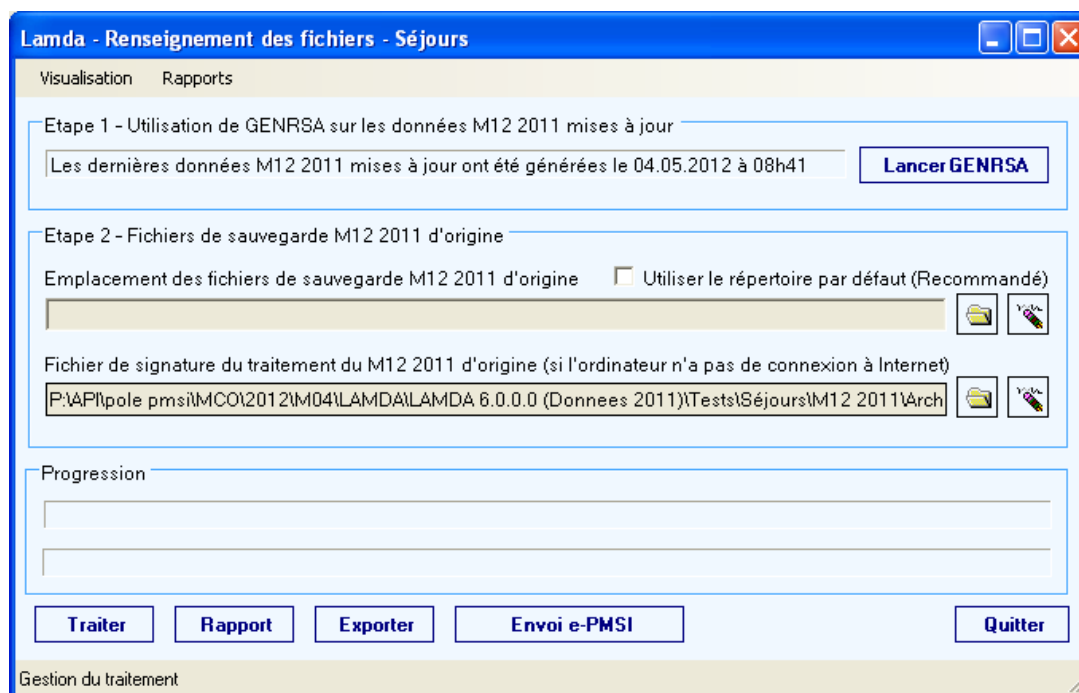 Lamda - Renseignement des fichiers - Séjours
Visualisation Rapports
Etape 1 - Utilisation de GENRSA sur les données M12 2011 mises à jour
Les dernières données M12 2011 mises à jour ont été générées le 04.05.2012 à 08h41 Lancer GENRSA
Etape 2 - Fichiers de sauvegarde M12 2011 d'origine
Emplacement des fichiers de sauvegarde M12 2011 d'origine Utiliser le répertoire par défaut (Recommandé)
Fichier de signature du traitement du M12 2011 d'origine (si l'ordinateur n'a pas de connexion à Internet)
P:\API\pole pmsi\MCO\2012\M04\LAMDA\LAMDA 6.0.0.0 (Donnees 2011)\Tests\Séjours\M12 2011\Arch
Progression
Traiter Rapport Exporter Envoi e-PMSI Quitter
Gestion du traitement